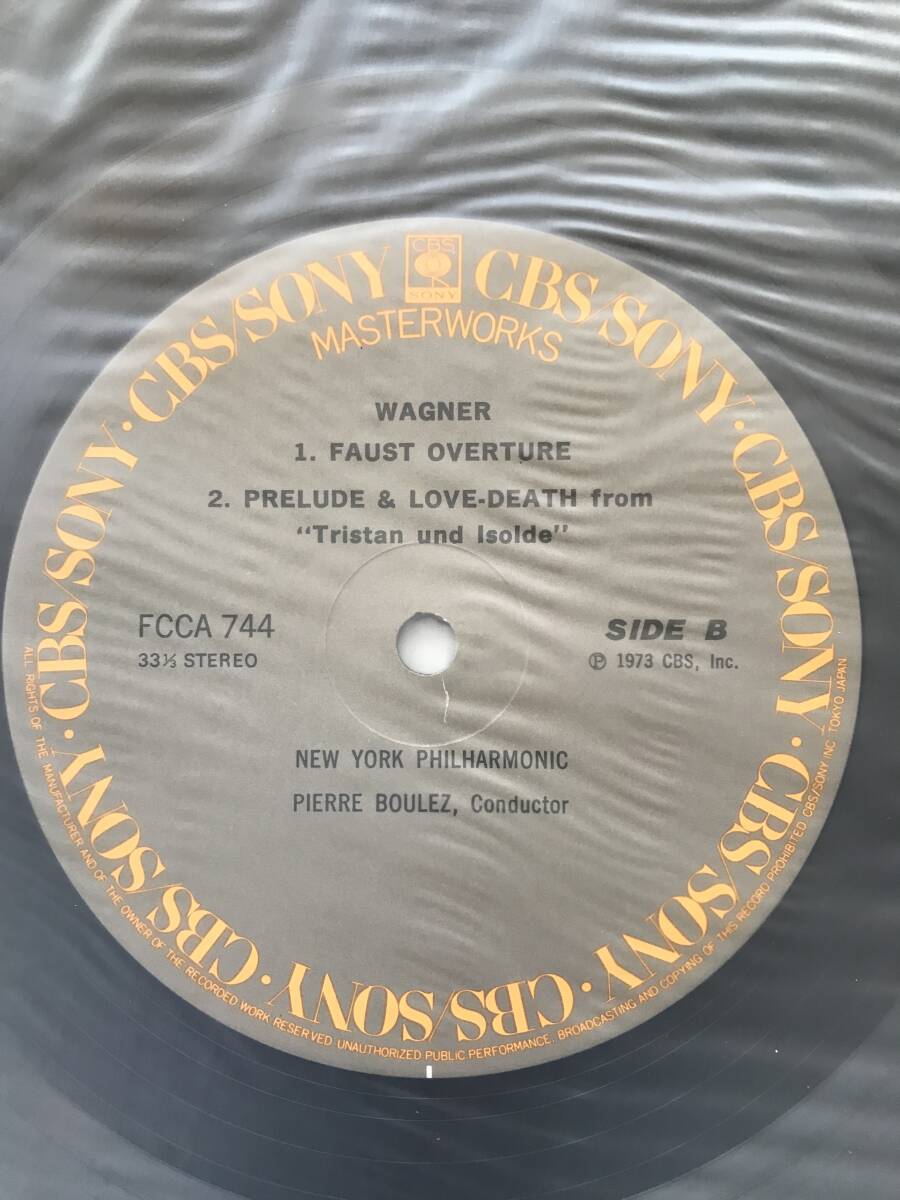 CBS/SONY · CBS/SONY · CBS/SONY · CBS/SONY · CBS/SONY · CBS/SONY · CBS/SONY · CBS/SONY
CBS
SONY
MASTERWORKS
WAGNER
1. FAUST OVERTURE
2. PRELUDE & LOVE-DEATH from
“Tristan und Isolde”
FCCA 744
33⅓ STEREO
SIDE B
℗ 1973 CBS, Inc.
NEW YORK PHILHARMONIC
PIERRE BOULEZ, Conductor
ALL RIGHTS OF THE MANUFACTURER AND OF THE OWNER OF THE RECORDED WORK RESERVED UNAUTHORIZED PUBLIC PERFORMANCE. BROADCASTING AND COPYING OF THIS RECORD PROHIBITED CBS/SONY INC TOKYO JAPAN